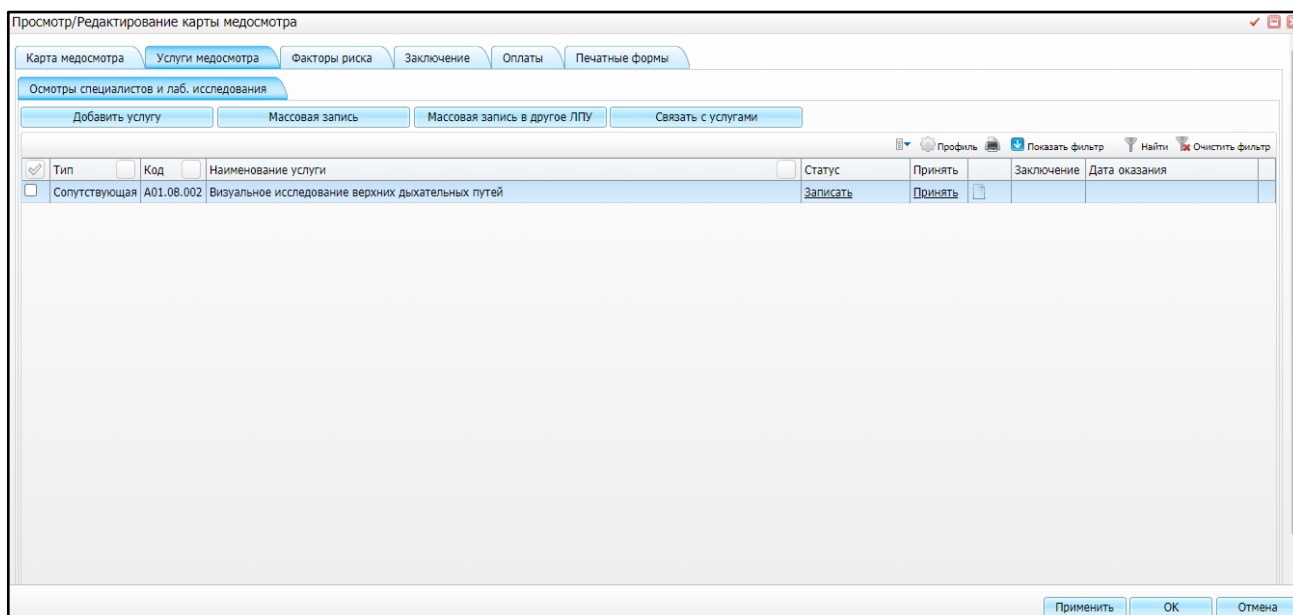 Просмотр/Редактирование карты медосмотра
Карта медосмотра Услуги медосмотра Факторы риска Заключение Оплаты Печатные формы
Осмотры специалистов и лаб. исследования
Добавить услугу Массовая запись Массовая запись в другое ЛПУ Связать с услугами
Профиль Показать фильтр Найти Очистить фильтр
Тип Код Наименование услуги Статус Принять Заключение Дата оказания
Сопутствующая A01.08.002 Визуальное исследование верхних дыхательных путей Записать Принять
Применить ОК Отмена